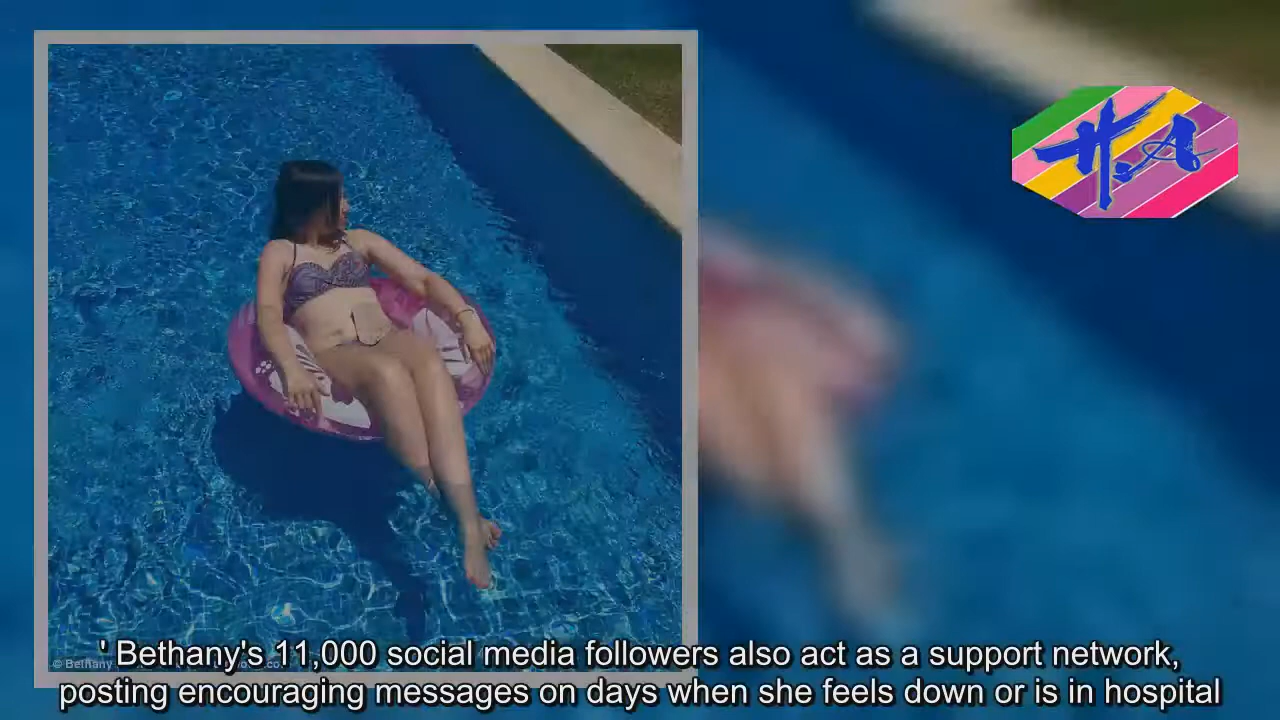 H.A
© Bethany
' Bethany's 11,000 social media followers also act as a support network,
posting encouraging messages on days when she feels down or is in hospital